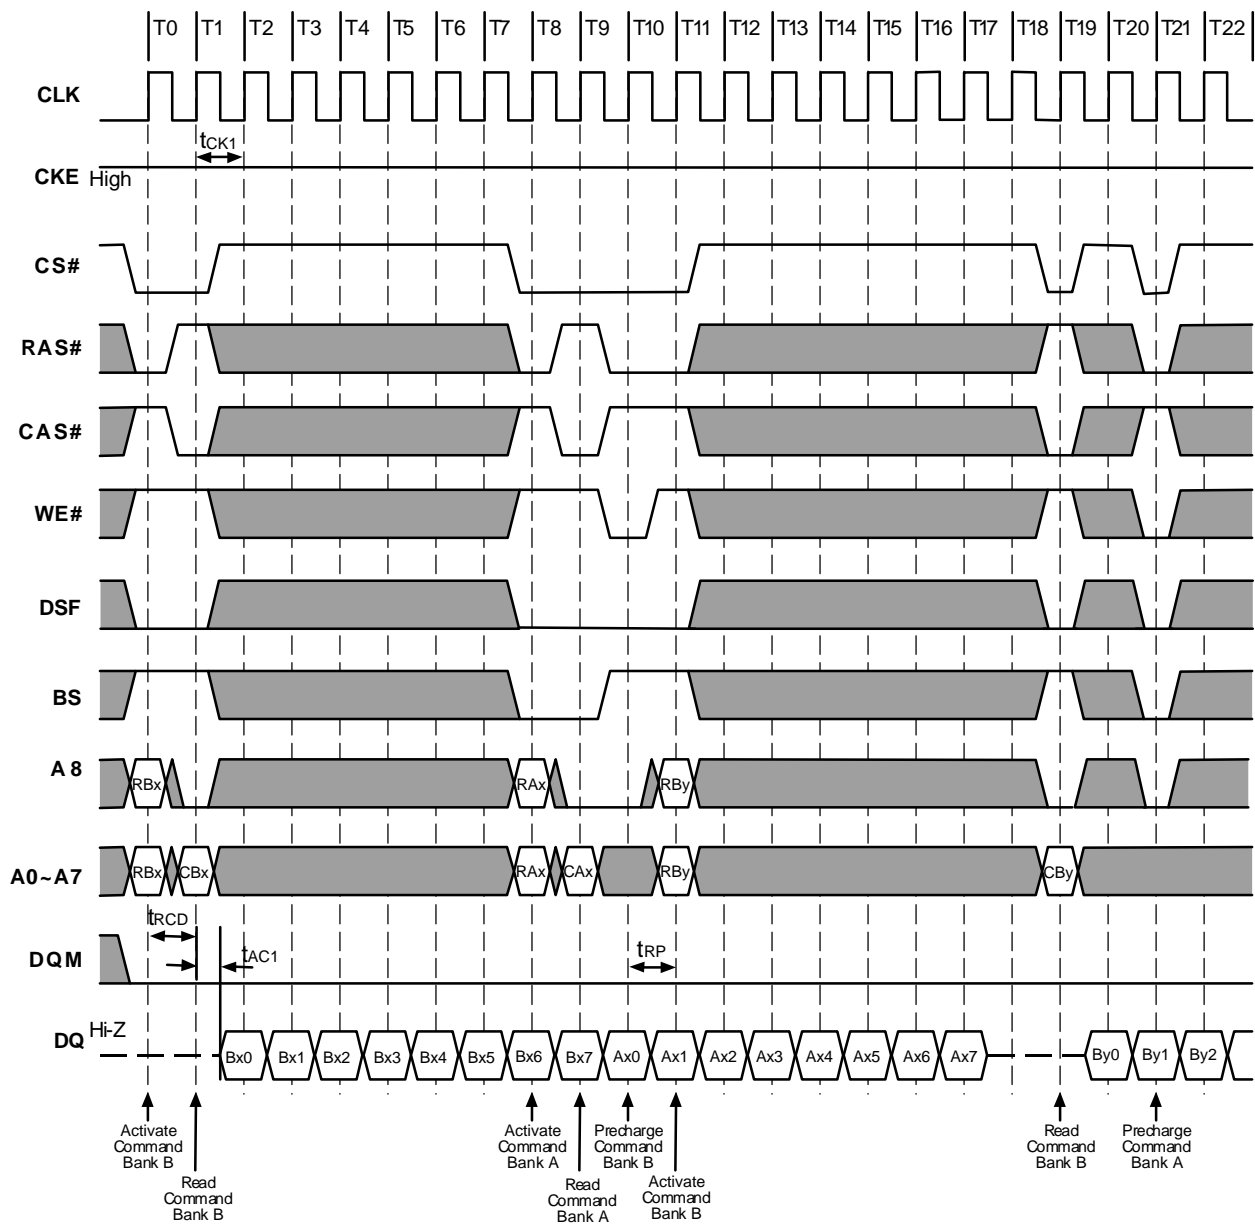 T0 T1 T2 T3 T4 T5 T6 T7 T8 T9 T10 T11 T12 T13 T14 T15 T16 T17 T18 T19 T20 T21 T22
CLK
tCK1
CKE High
CS#
RAS#
CAS#
WE#
DSF
BS
A8 RBx RAx RBy
A0~A7 RBx CBx RAx CAx RBy CBy
tRCD
DQM tAC1 tRP
DQ Hi-Z Bx0 Bx1 Bx2 Bx3 Bx4 Bx5 Bx6 Bx7 Ax0 Ax1 Ax2 Ax3 Ax4 Ax5 Ax6 Ax7 By0 By1 By2
Activate
Command
Bank B
Read
Command
Bank B
Activate
Command
Bank A
Read
Command
Bank A
Precharge
Command
Bank B
Activate
Command
Bank B
Read
Command
Bank B
Precharge
Command
Bank A